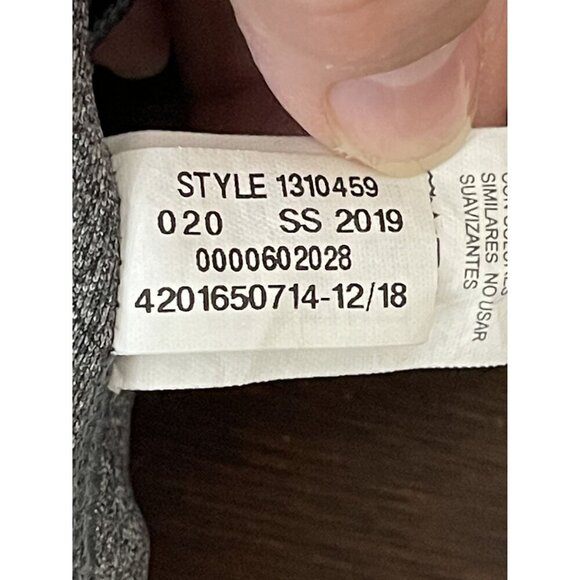 STYLE 1310459
020 SS 2019
0000602028
4201650714-12/18
SIMILARES NO USAR
SUAVIZANTES